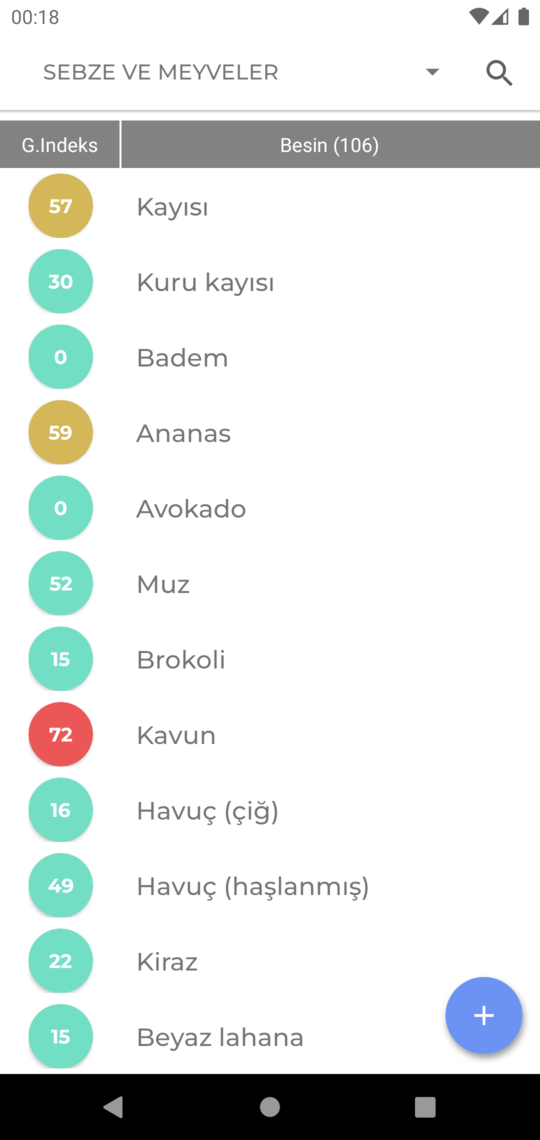 00:18
SEBZE VE MEYVELER
G.Indeks Besin (106)
57 Kayısı
30 Kuru kayısı
0 Badem
59 Ananas
0 Avokado
52 Muz
15 Brokoli
72 Kavun
16 Havuç (çiğ)
49 Havuç (haşlanmış)
22 Kiraz
15 Beyaz lahana
+